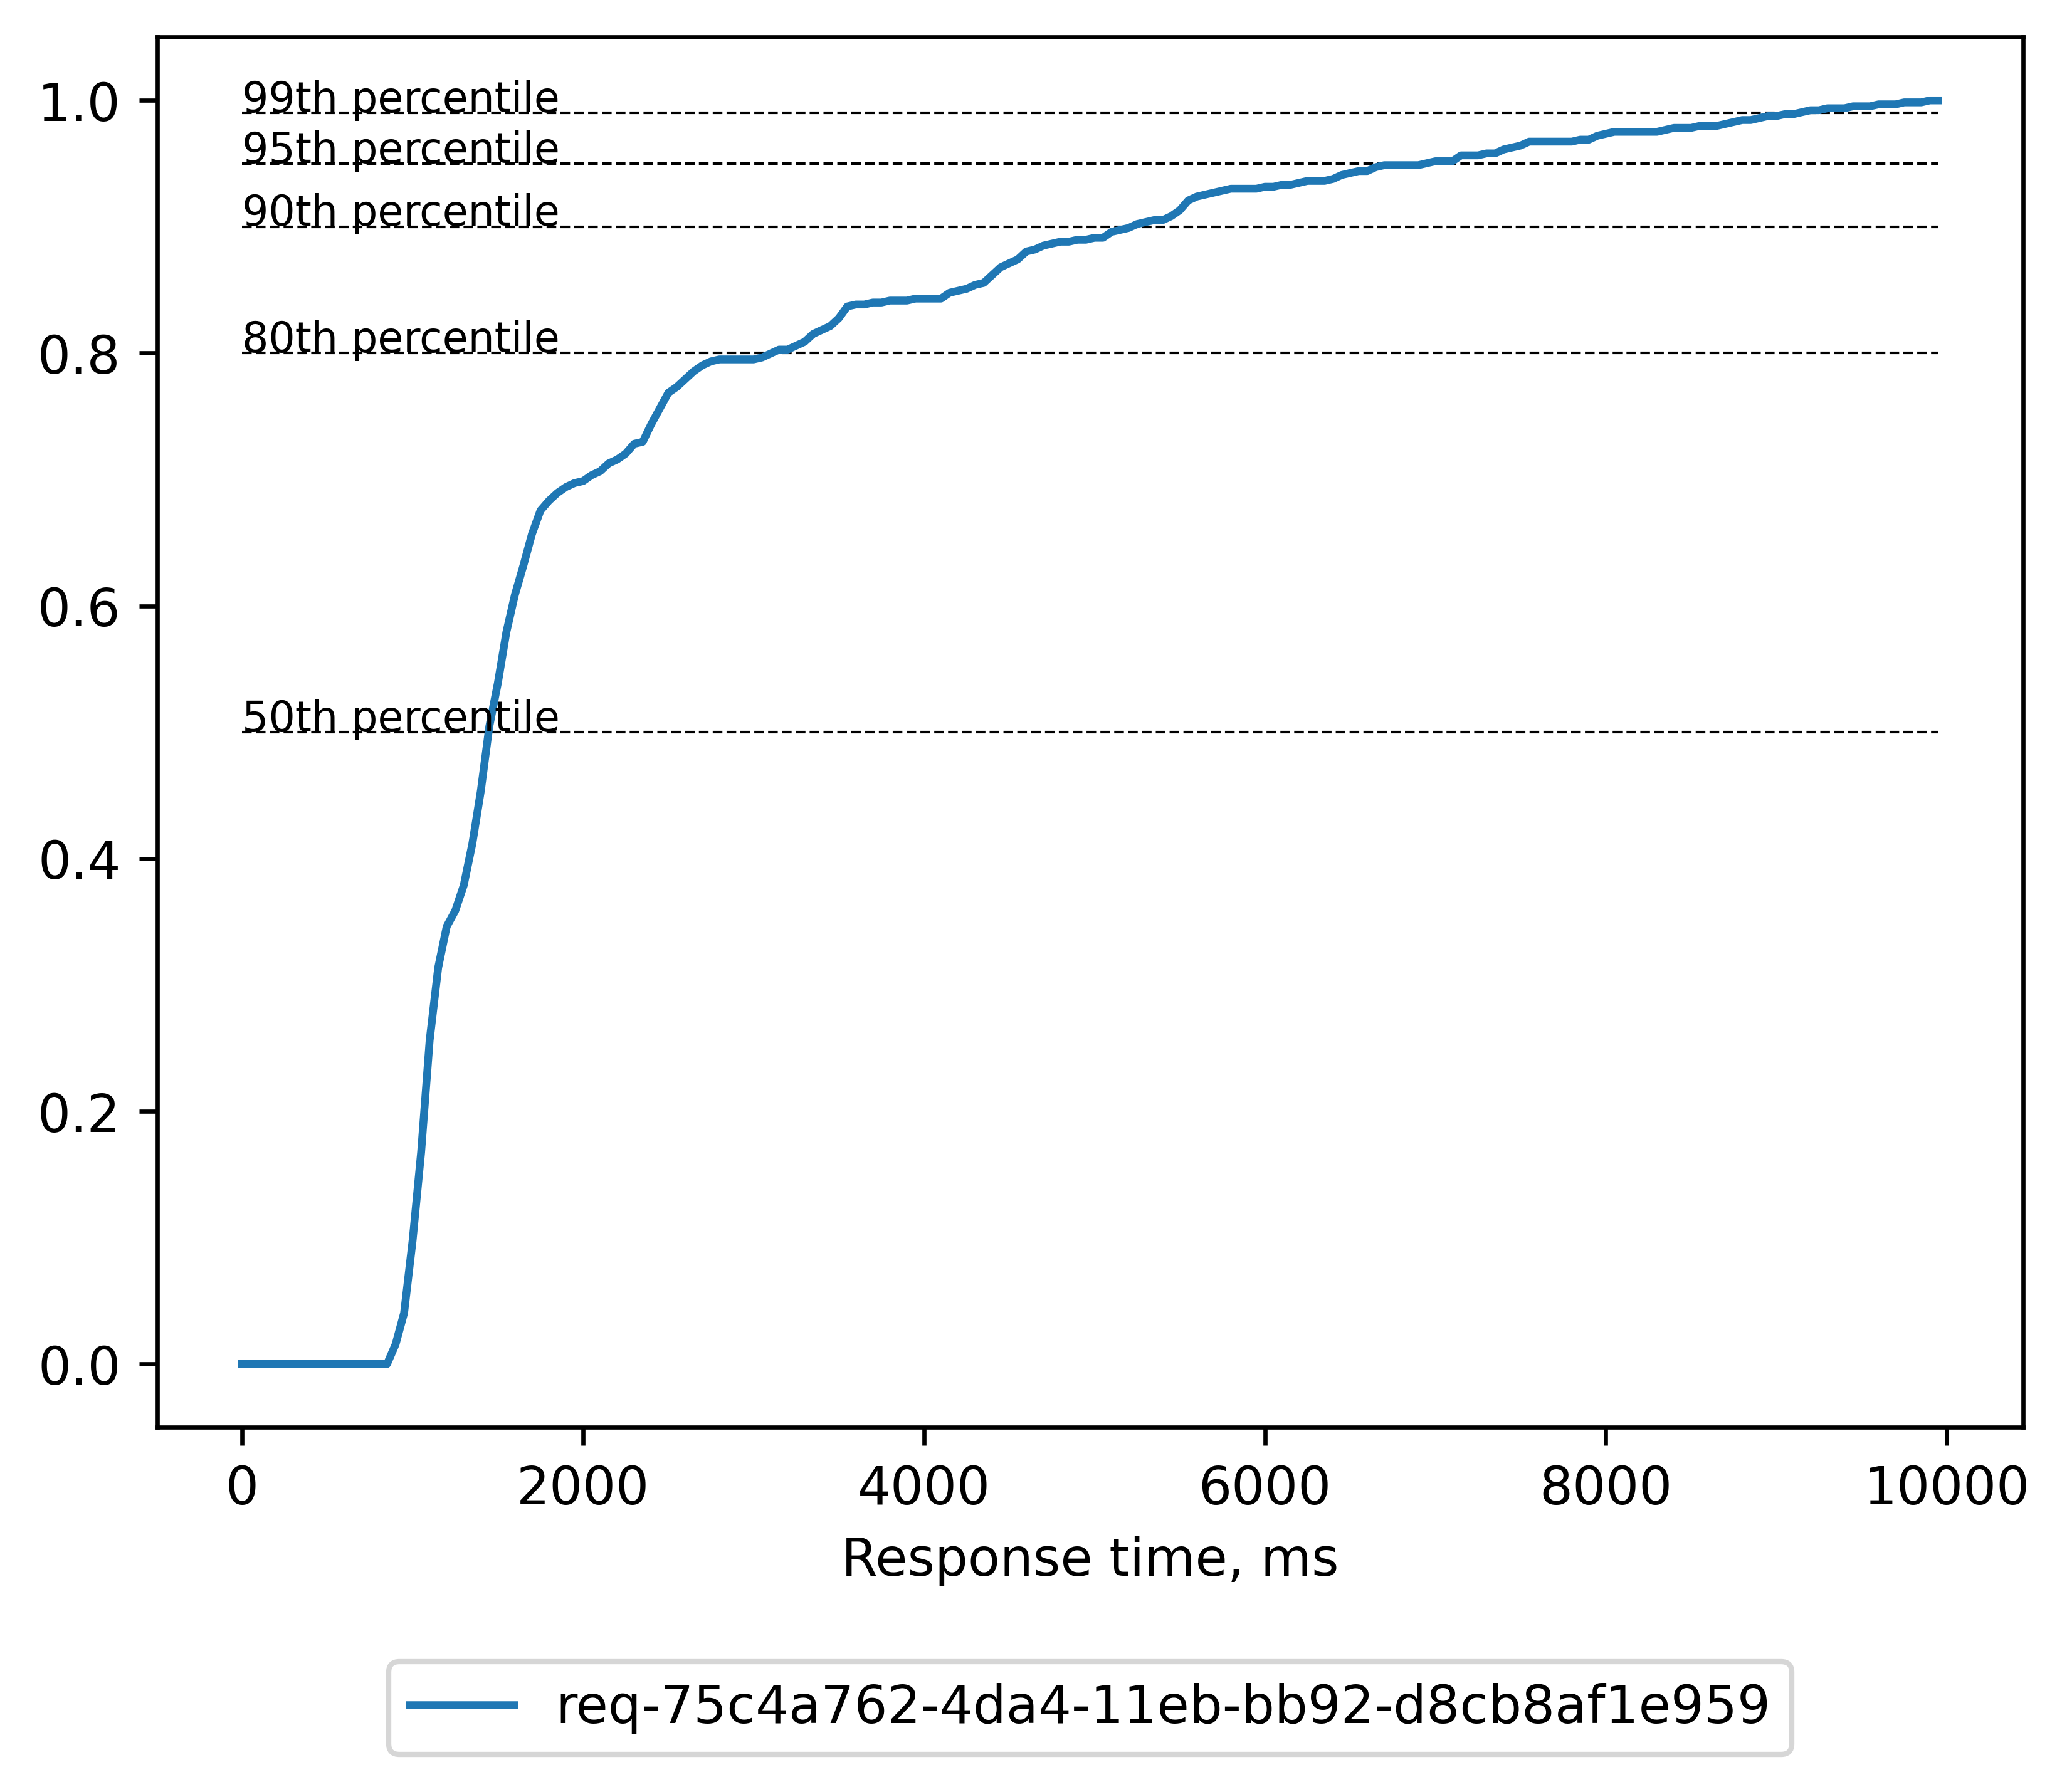 1.0
99th percentile
95th percentile
90th percentile
0.8
80th percentile
0.6
50th percentile
0.4
0.2
0.0
0 2000 4000 6000 8000 10000
Response time, ms
req-75c4a762-4da4-11eb-bb92-d8cb8af1e959